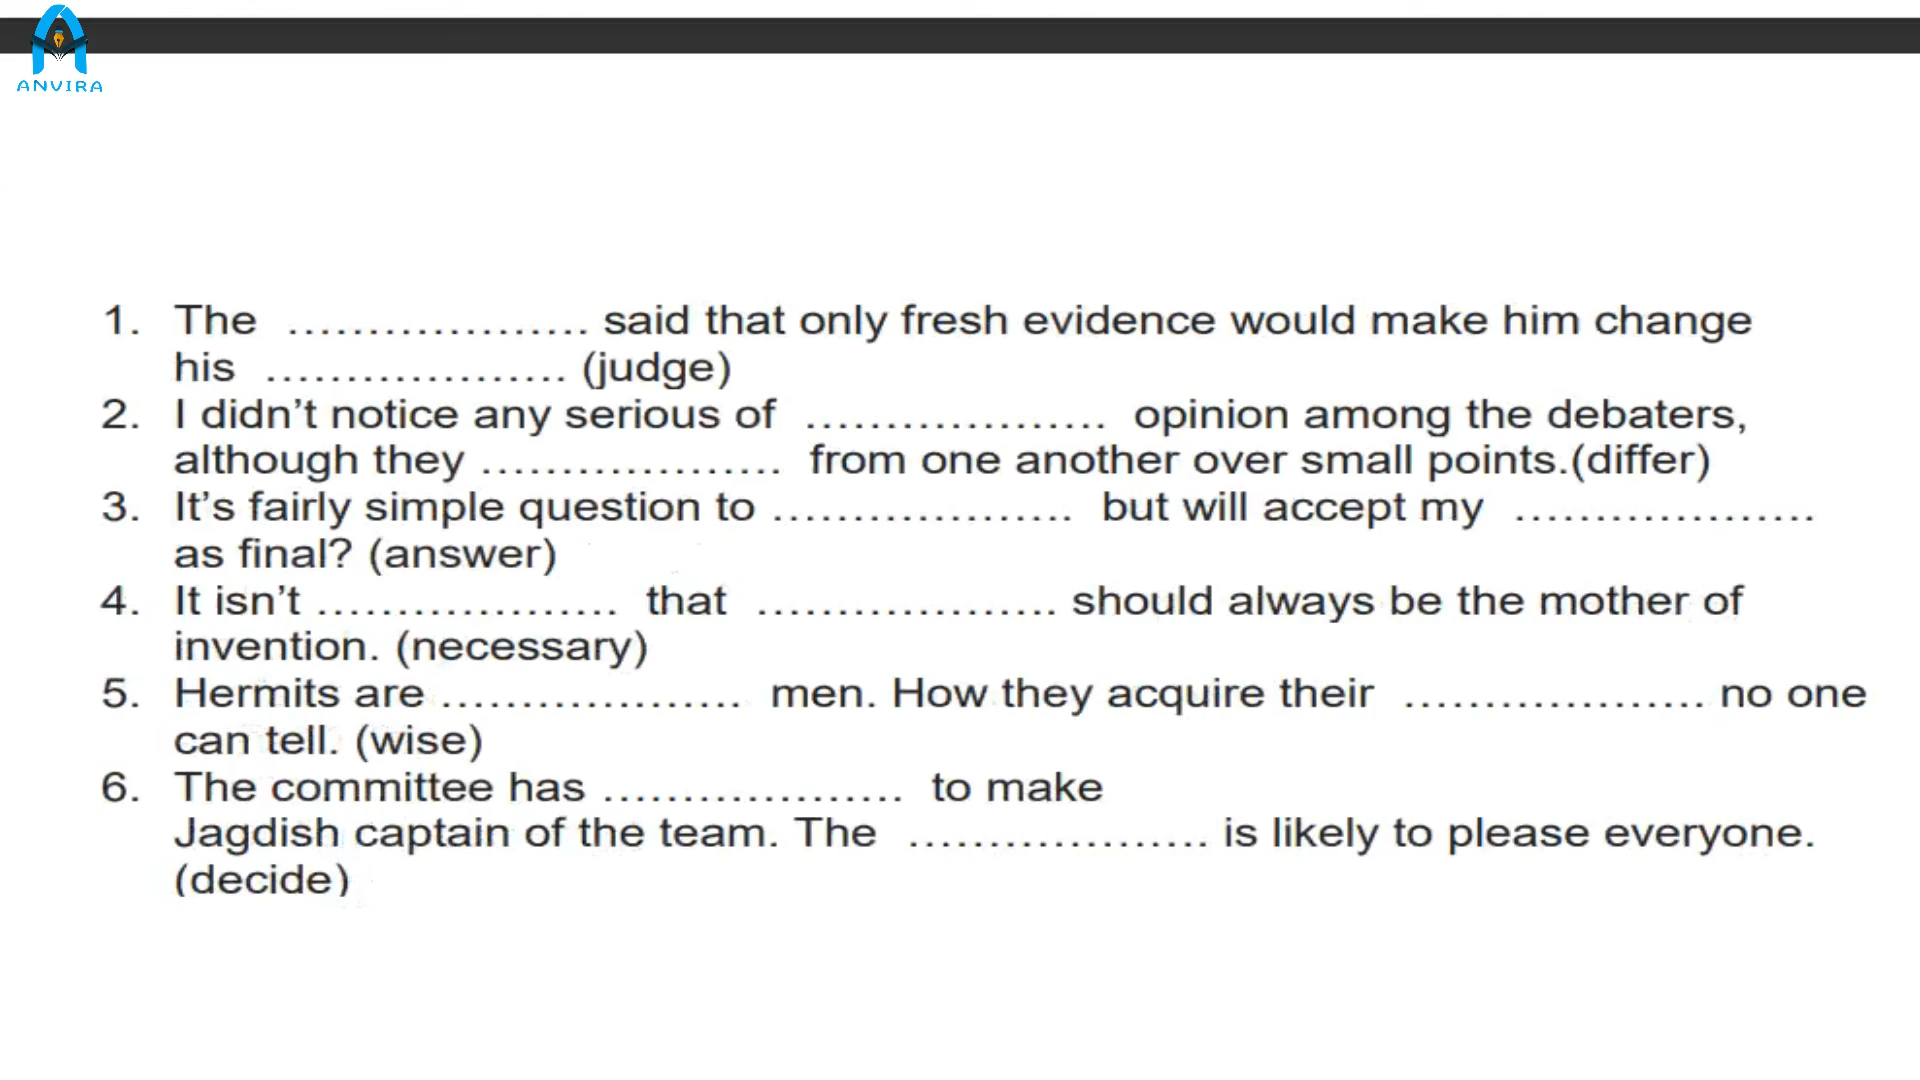 ANVIRA
1. The ................... said that only fresh evidence would make him change
his ................... (judge)
2. I didn’t notice any serious of ................... opinion among the debaters,
although they ................... from one another over small points.(differ)
3. It’s fairly simple question to ................... but will accept my ...................
as final? (answer)
4. It isn’t ................... that ................... should always be the mother of
invention. (necessary)
5. Hermits are ................... men. How they acquire their ................... no one
can tell. (wise)
6. The committee has ................... to make
Jagdish captain of the team. The ................... is likely to please everyone.
(decide)